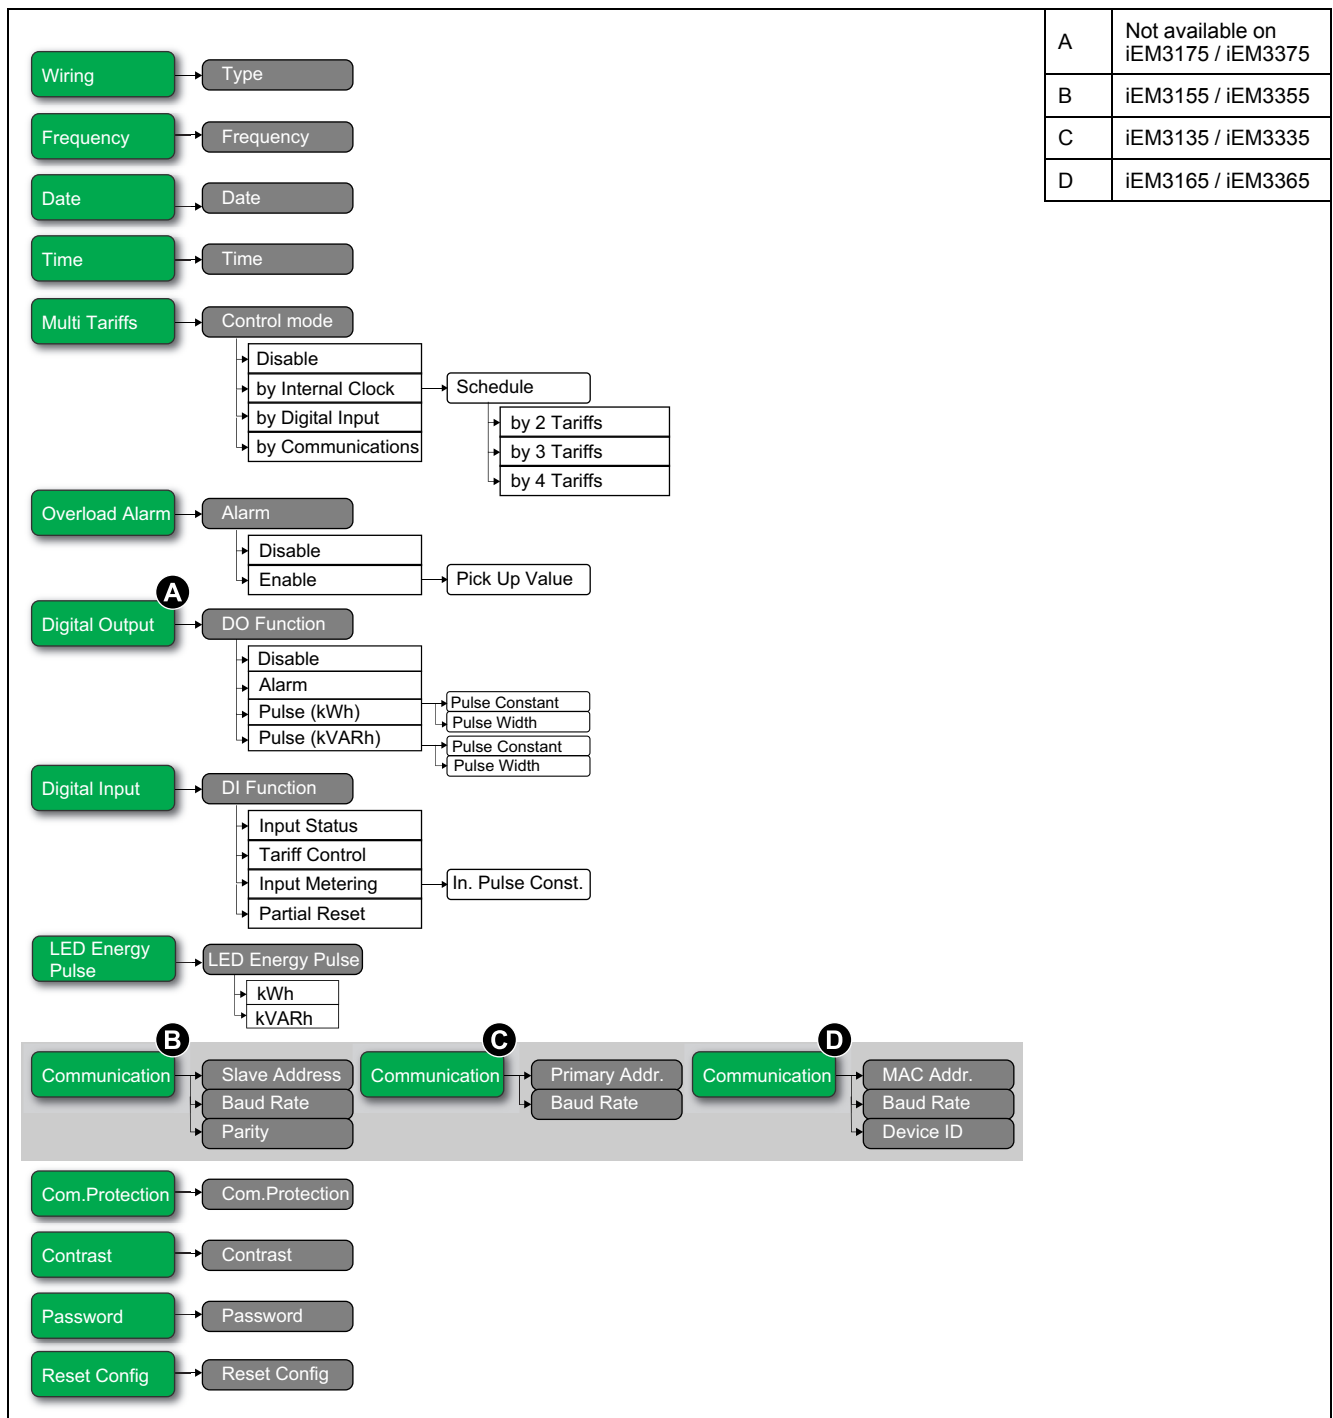 A
Not available on
iEM3175 / iEM3375
B
iEM3155 / iEM3355
C
iEM3135 / iEM3335
D
iEM3165 / iEM3365
Wiring
Type
Frequency
Frequency
Date
Date
Time
Time
Multi Tariffs
Control mode
Disable
by Internal Clock
Schedule
by Digital Input
by 2 Tariffs
by Communications
by 3 Tariffs
by 4 Tariffs
Overload Alarm
Alarm
Disable
Enable
Pick Up Value
A
Digital Output
DO Function
Disable
Alarm
Pulse (kWh)
Pulse Constant
Pulse Width
Pulse (kVARh)
Pulse Constant
Pulse Width
Digital Input
DI Function
Input Status
Tariff Control
Input Metering
In. Pulse Const.
Partial Reset
LED Energy
Pulse
LED Energy Pulse
kWh
kVARh
B
Communication
Slave Address
Baud Rate
Parity
C
Communication
Primary Addr.
Baud Rate
D
Communication
MAC Addr.
Baud Rate
Device ID
Com.Protection
Com.Protection
Contrast
Contrast
Password
Password
Reset Config
Reset Config